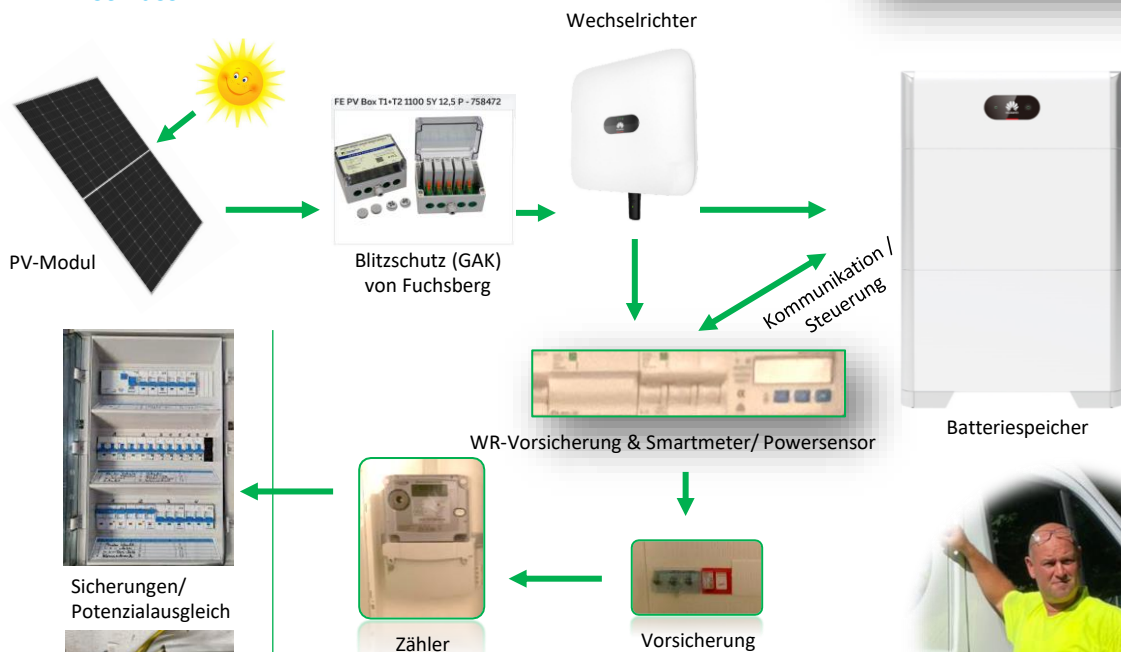 Wechselrichter
FE PV Box T1+T2 1100 5Y 12,5 P - 758472
PV-Modul
Blitzschutz (GAK)
von Fuchsberg
Kommunikation /
Steuerung
WR-Vorsicherung & Smartmeter/ Powersensor
Batteriespeicher
Sicherungen/
Potenzialausgleich
Zähler
Vorsicherung